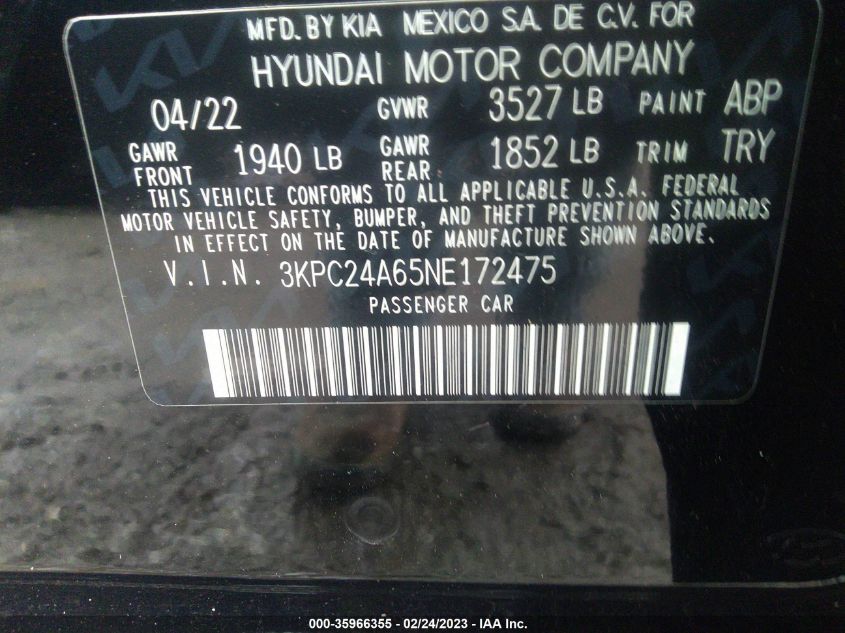 MFD. BY KIA MEXICO S.A. DE C.V. FOR
HYUNDAI MOTOR COMPANY
04/22 GVWR 3527 LB PAINT ABP
GAWR FRONT 1940 LB GAWR REAR 1852 LB TRIM TRY
THIS VEHICLE CONFORMS TO ALL APPLICABLE U.S.A. FEDERAL
MOTOR VEHICLE SAFETY, BUMPER, AND THEFT PREVENTION STANDARDS
IN EFFECT ON THE DATE OF MANUFACTURE SHOWN ABOVE.
V.I.N. 3KPC24A65NE172475
PASSENGER CAR
000-35966355 - 02/24/2023 - IAA Inc.